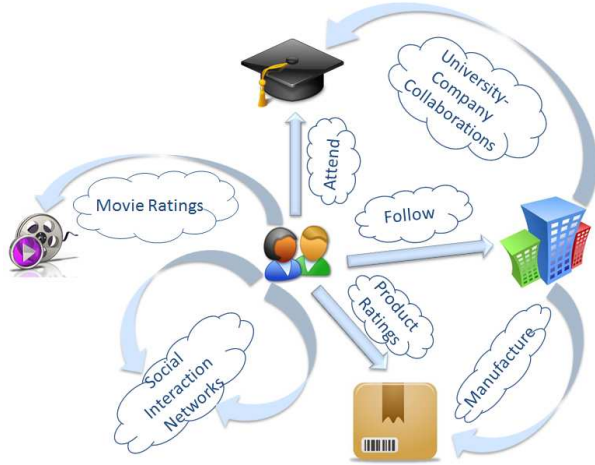 University-
Company
Collaborations
Attend
Movie Ratings
Follow
Product
Ratings
Social
Interaction
Networks
Manufacture